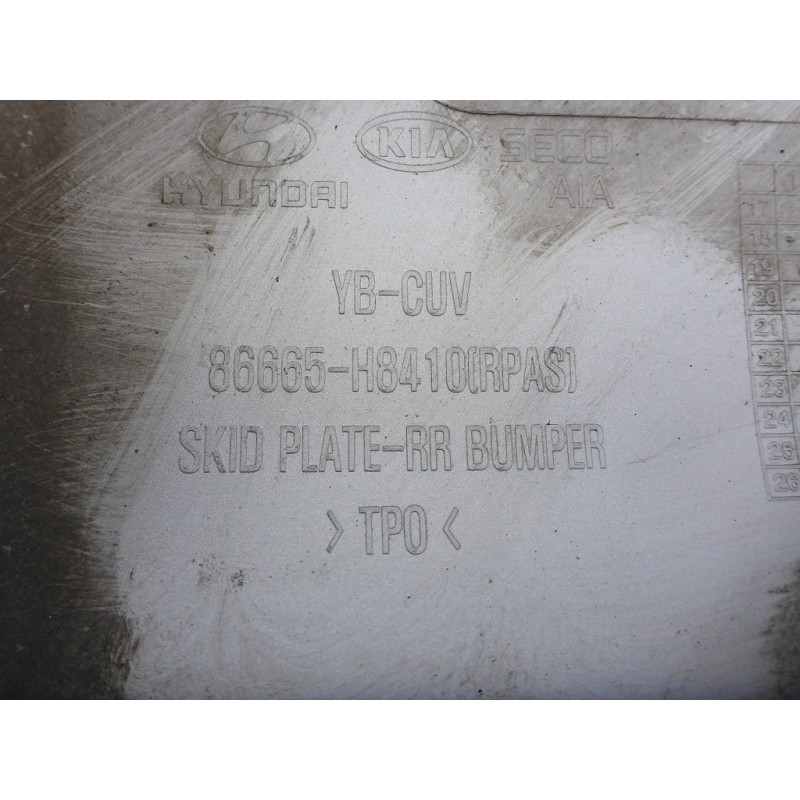 KIA SECO
HYUNDAI AIA
YB-CUV
86665-H8410(RPAS)
SKID PLATE-RR BUMPER
>TPO<
17
18
19
20
21
22
23
24
25
26